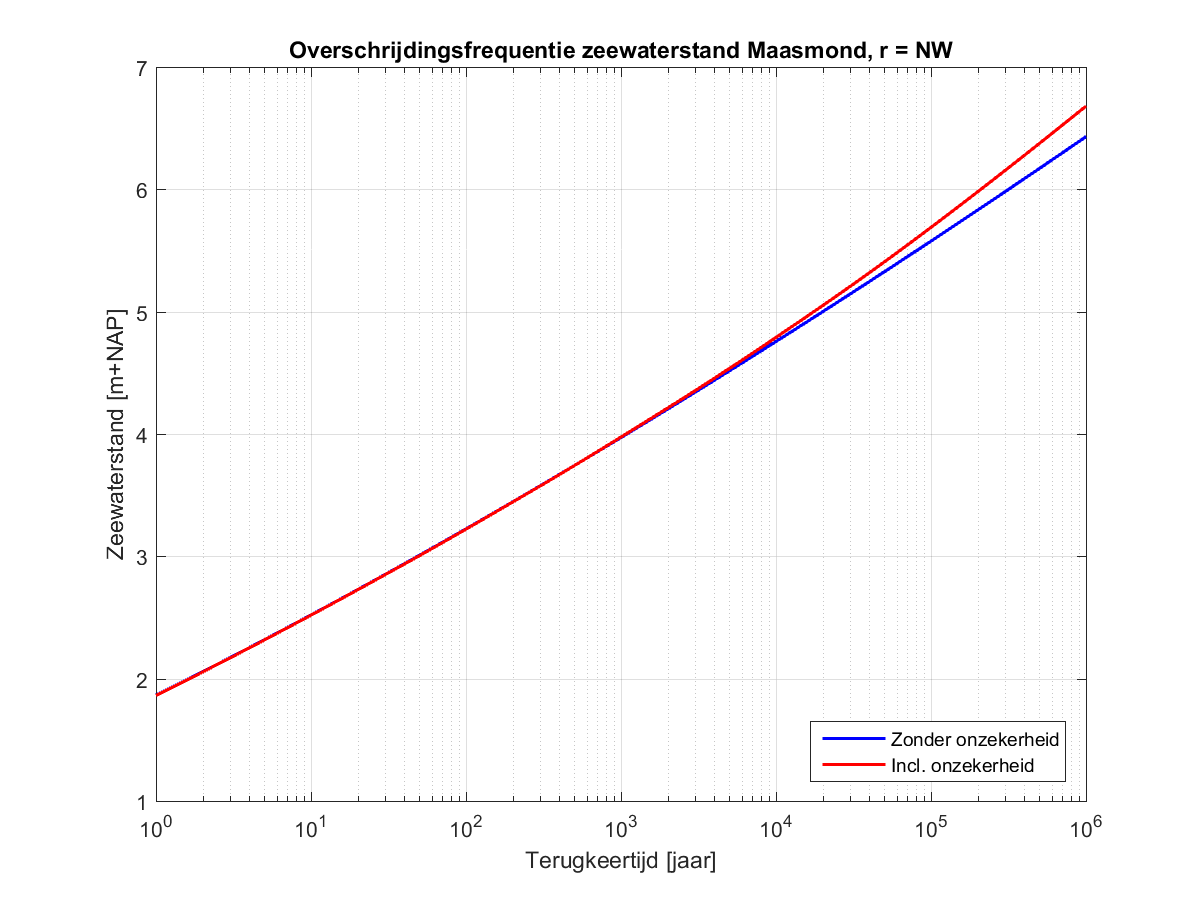 Overschrijdingsfrequentie zeewaterstand Maasmond, r = NW
7
6
5
4
3
2
1
Zeewaterstand [m+NAP]
Zonder onzekerheid
Incl. onzekerheid
10^0 10^1 10^2 10^3 10^4 10^5 10^6
Terugkeertijd [jaar]